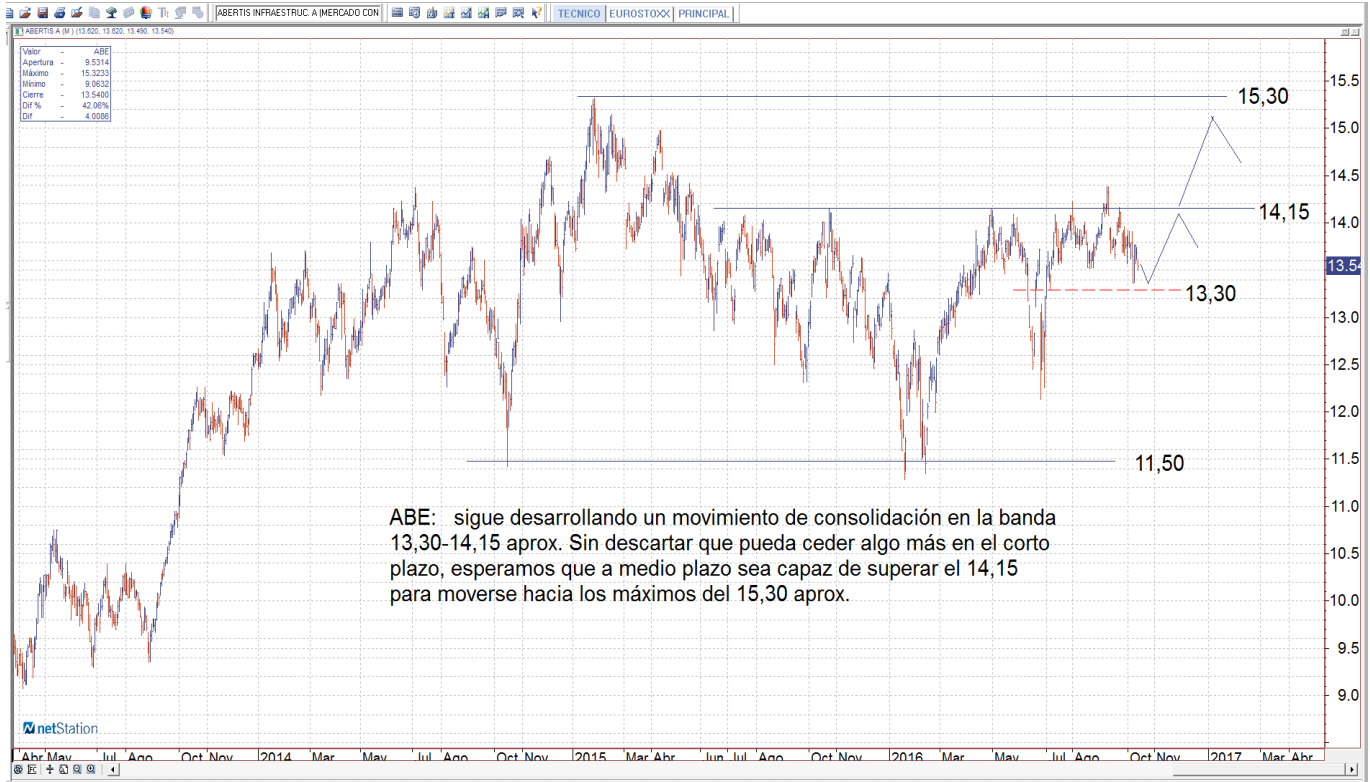 ABERTIS INFRAESTRUC. A (MERCADO CON
TECNICO EUROSTOXX PRINCIPAL
ABERTIS A (M ) (13.620, 13.620, 13.490, 13.540)
Valor - ABE
Apertura - 9.5314
Máximo - 15.3233
Mínimo - 9.0632
Cierre - 13.5400
Dif % - 42.06%
Dif - 4.0086
15,30
14,15
13,30
11,50
15.5
15.0
14.5
14.0
13.54
13.0
12.5
12.0
11.5
11.0
10.5
10.0
9.5
9.0
ABE: sigue desarrollando un movimiento de consolidación en la banda
13,30-14,15 aprox. Sin descartar que pueda ceder algo más en el corto
plazo, esperamos que a medio plazo sea capaz de superar el 14,15
para moverse hacia los máximos del 15,30 aprox.
netStation
Abr May Jul Ago Oct Nov 2014 Mar May Jul Ago Oct Nov 2015 Mar Abr Jun Jul Ago Oct Nov 2016 Mar May Jul Ago Oct Nov 2017 Mar Abr